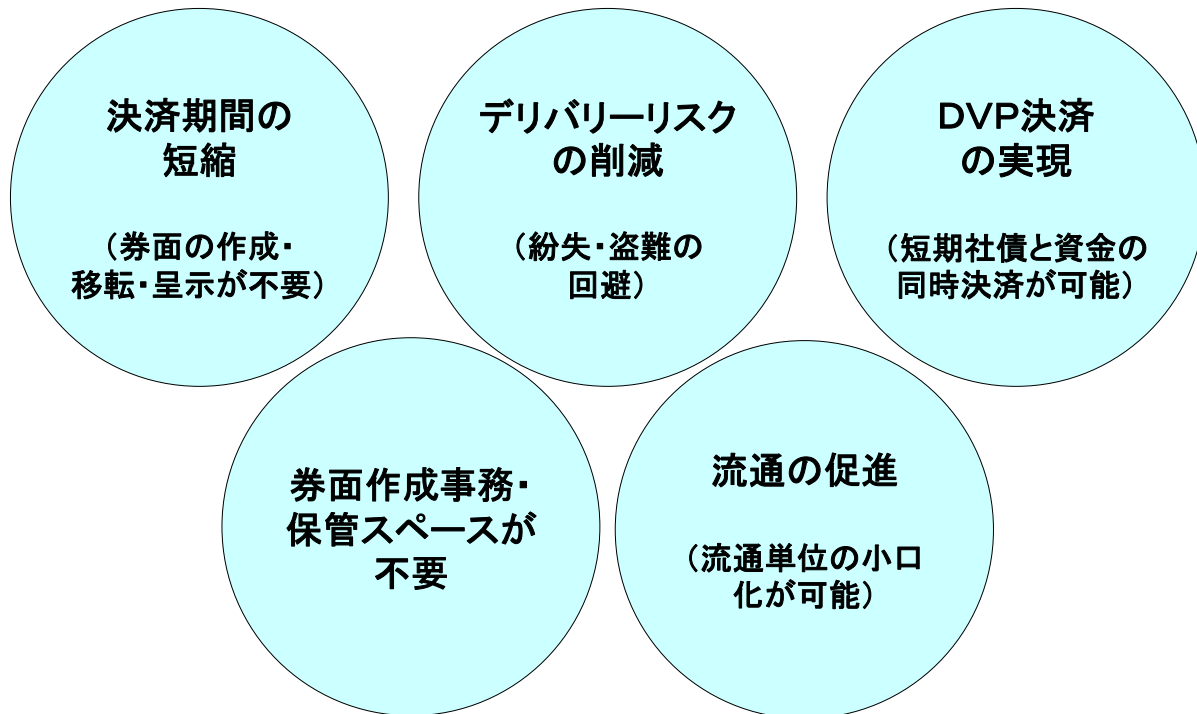 決済期間の
短縮
（券面の作成・
移転・呈示が不要）
デリバリーリスク
の削減
（紛失・盗難の
回避）
ＤＶＰ決済
の実現
（短期社債と資金の
同時決済が可能）
券面作成事務・
保管スペースが
不要
流通の促進
（流通単位の小口
化が可能）